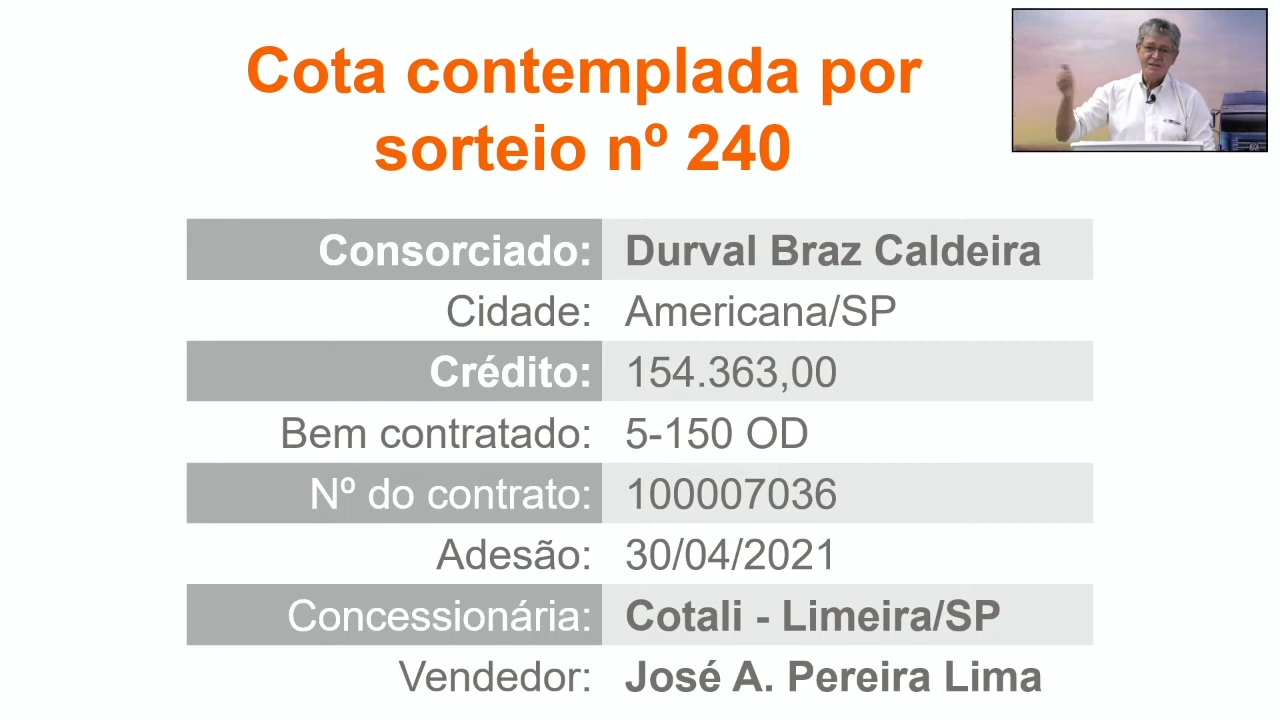 Cota contemplada por
sorteio nº 240
Consorciado: Durval Braz Caldeira
Cidade: Americana/SP
Crédito: 154.363,00
Bem contratado: 5-150 OD
Nº do contrato: 100007036
Adesão: 30/04/2021
Concessionária: Cotali - Limeira/SP
Vendedor: José A. Pereira Lima